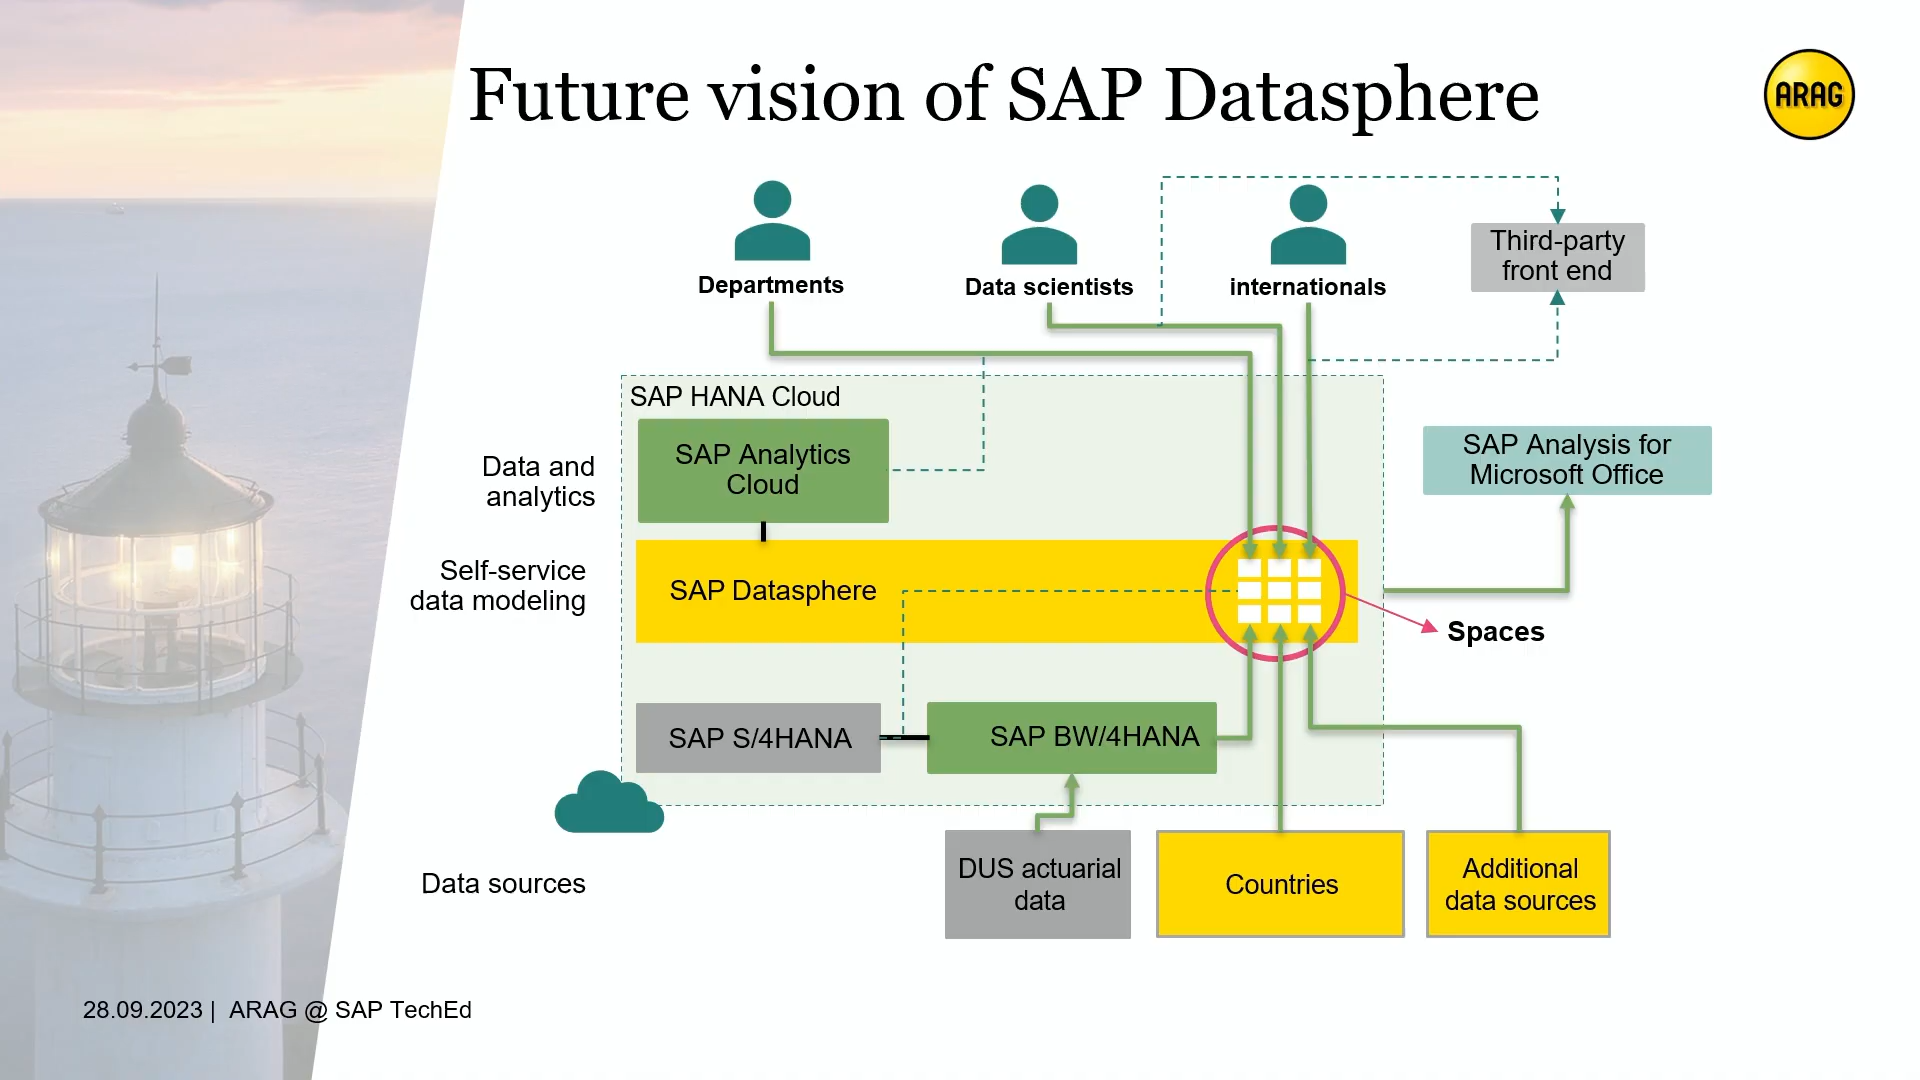 Future vision of SAP Datasphere
ARAG
Departments
Data scientists
internationals
Third-party
front end
SAP HANA Cloud
Data and
analytics
SAP Analytics
Cloud
SAP Analysis for
Microsoft Office
Self-service
data modeling
SAP Datasphere
Spaces
SAP S/4HANA
SAP BW/4HANA
Data sources
DUS actuarial
data
Countries
Additional
data sources
28.09.2023 | ARAG @ SAP TechEd